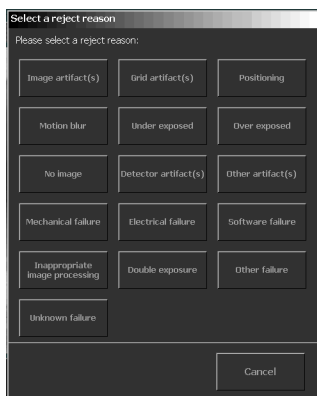 Select a reject reason
Please select a reject reason:
Image artifact(s)
Grid artifact(s)
Positioning
Motion blur
Under exposed
Over exposed
No image
Detector artifact(s)
Other artifact(s)
Mechanical failure
Electrical failure
Software failure
Inappropriate
image processing
Double exposure
Other failure
Unknown failure
Cancel